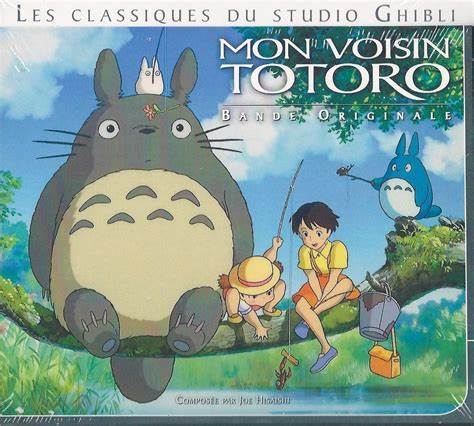 LES CLASSIQUES DU STUDIO GHIBLI
MON VOISIN
TOTORO
BANDE ORIGINALE
COMPOSÉE PAR JOE HISAISHI